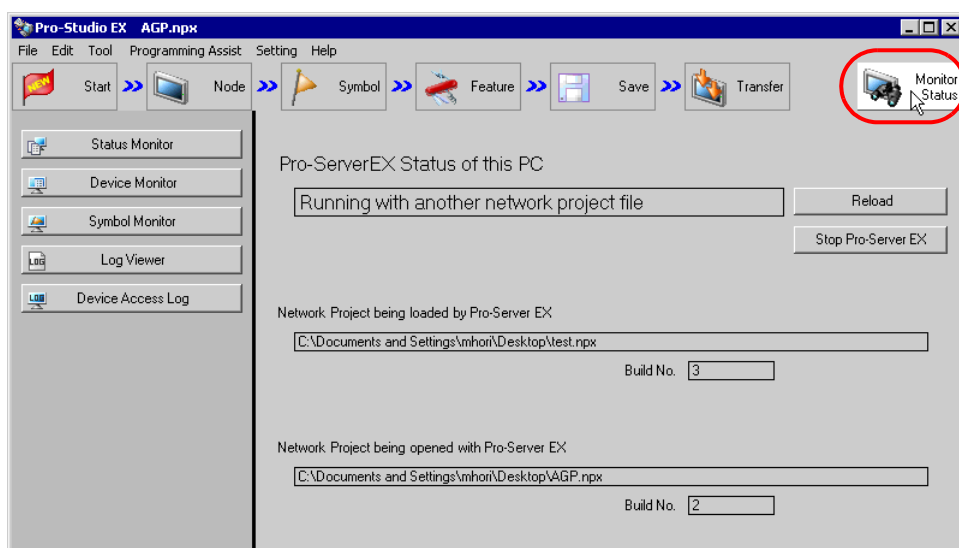 Pro-Studio EX AGP.npx
File Edit Tool Programming Assist Setting Help
NEW Start Node Symbol Feature Save Transfer Monitor Status
Status Monitor
Device Monitor
Symbol Monitor
LOG Log Viewer
Device Access Log
Pro-ServerEX Status of this PC
Running with another network project file
Reload
Stop Pro-Server EX
Network Project being loaded by Pro-Server EX
C:\Documents and Settings\mhori\Desktop\test.npx
Build No. 3
Network Project being opened with Pro-Server EX
C:\Documents and Settings\mhori\Desktop\AGP.npx
Build No. 2